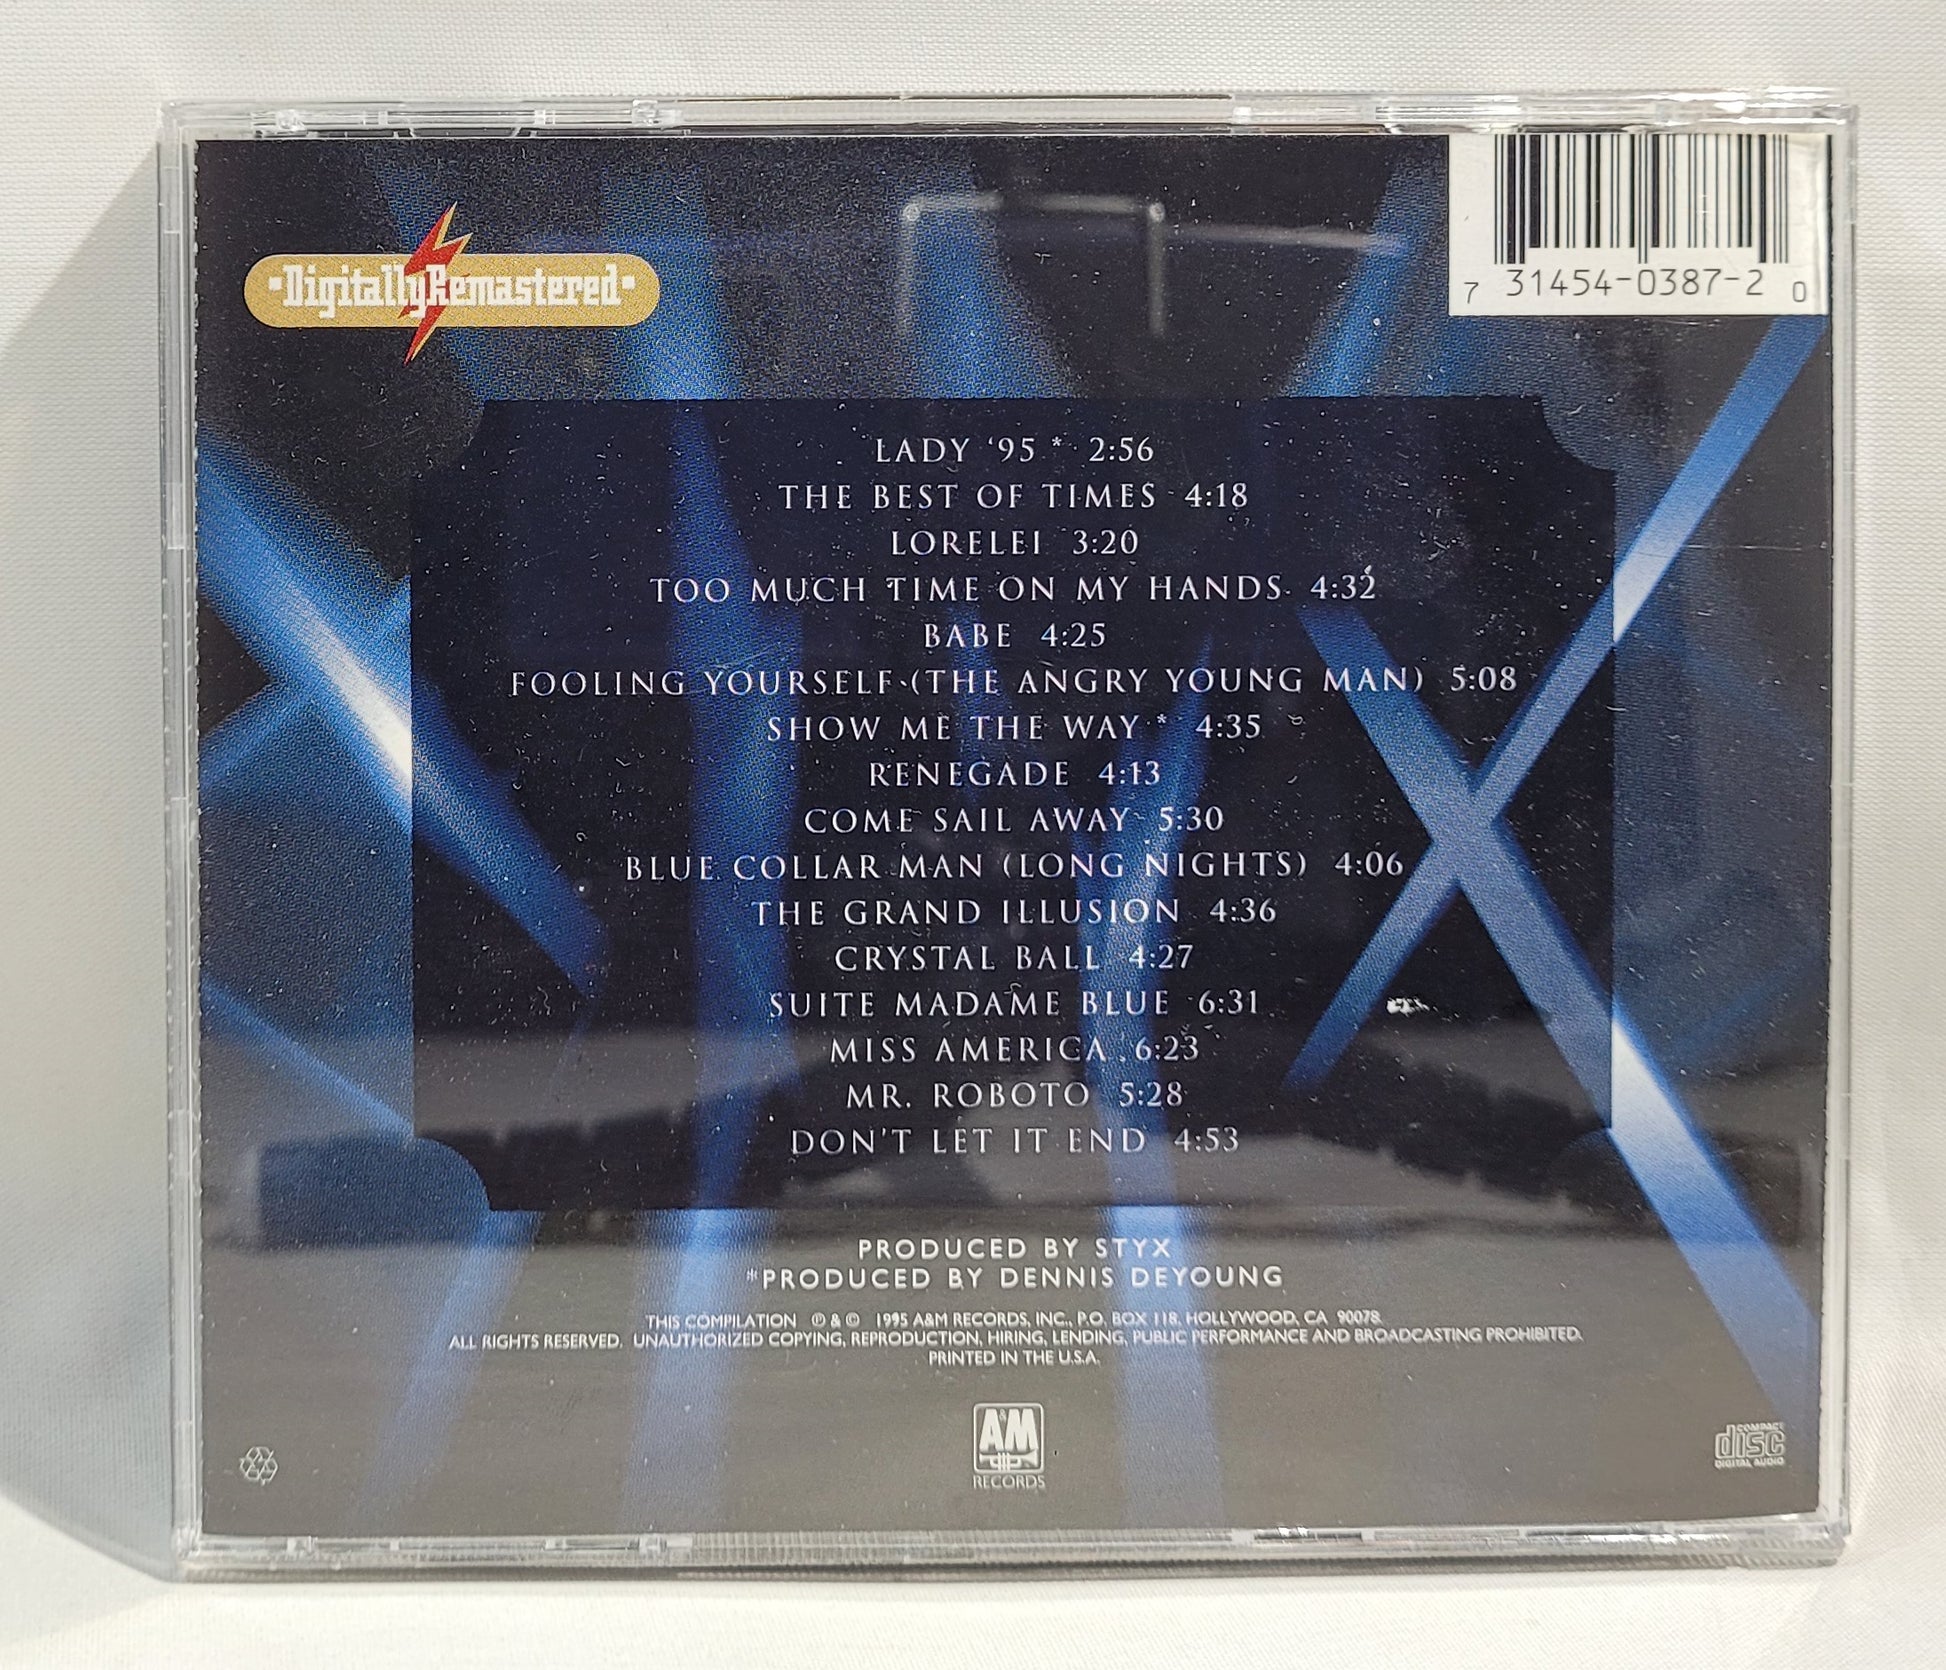 ·DigitallyRemastered·
7 31454-0387-2 0
LADY ‘95 * 2:56
THE BEST OF TIMES 4:18
LORELEI 3:20
TOO MUCH TIME ON MY HANDS 4:32
BABE 4:25
FOOLING YOURSELF (THE ANGRY YOUNG MAN) 5:08
SHOW ME THE WAY * 4:35
RENEGADE 4:13
COME SAIL AWAY 5:30
BLUE COLLAR MAN (LONG NIGHTS) 4:06
THE GRAND ILLUSION 4:36
CRYSTAL BALL 4:27
SUITE MADAME BLUE 6:31
MISS AMERICA 6:23
MR. ROBOTO 5:28
DON'T LET IT END 4:53
PRODUCED BY STYX
*PRODUCED BY DENNIS DEYOUNG
THIS COMPILATION ℗ & © 1995 A&M RECORDS, INC., P.O. BOX 118, HOLLYWOOD, CA 90078.
ALL RIGHTS RESERVED. UNAUTHORIZED COPYING, REPRODUCTION, HIRING, LENDING, PUBLIC PERFORMANCE AND BROADCASTING PROHIBITED.
PRINTED IN THE U.S.A.
A&M
RECORDS
COMPACT
disc
DIGITAL AUDIO